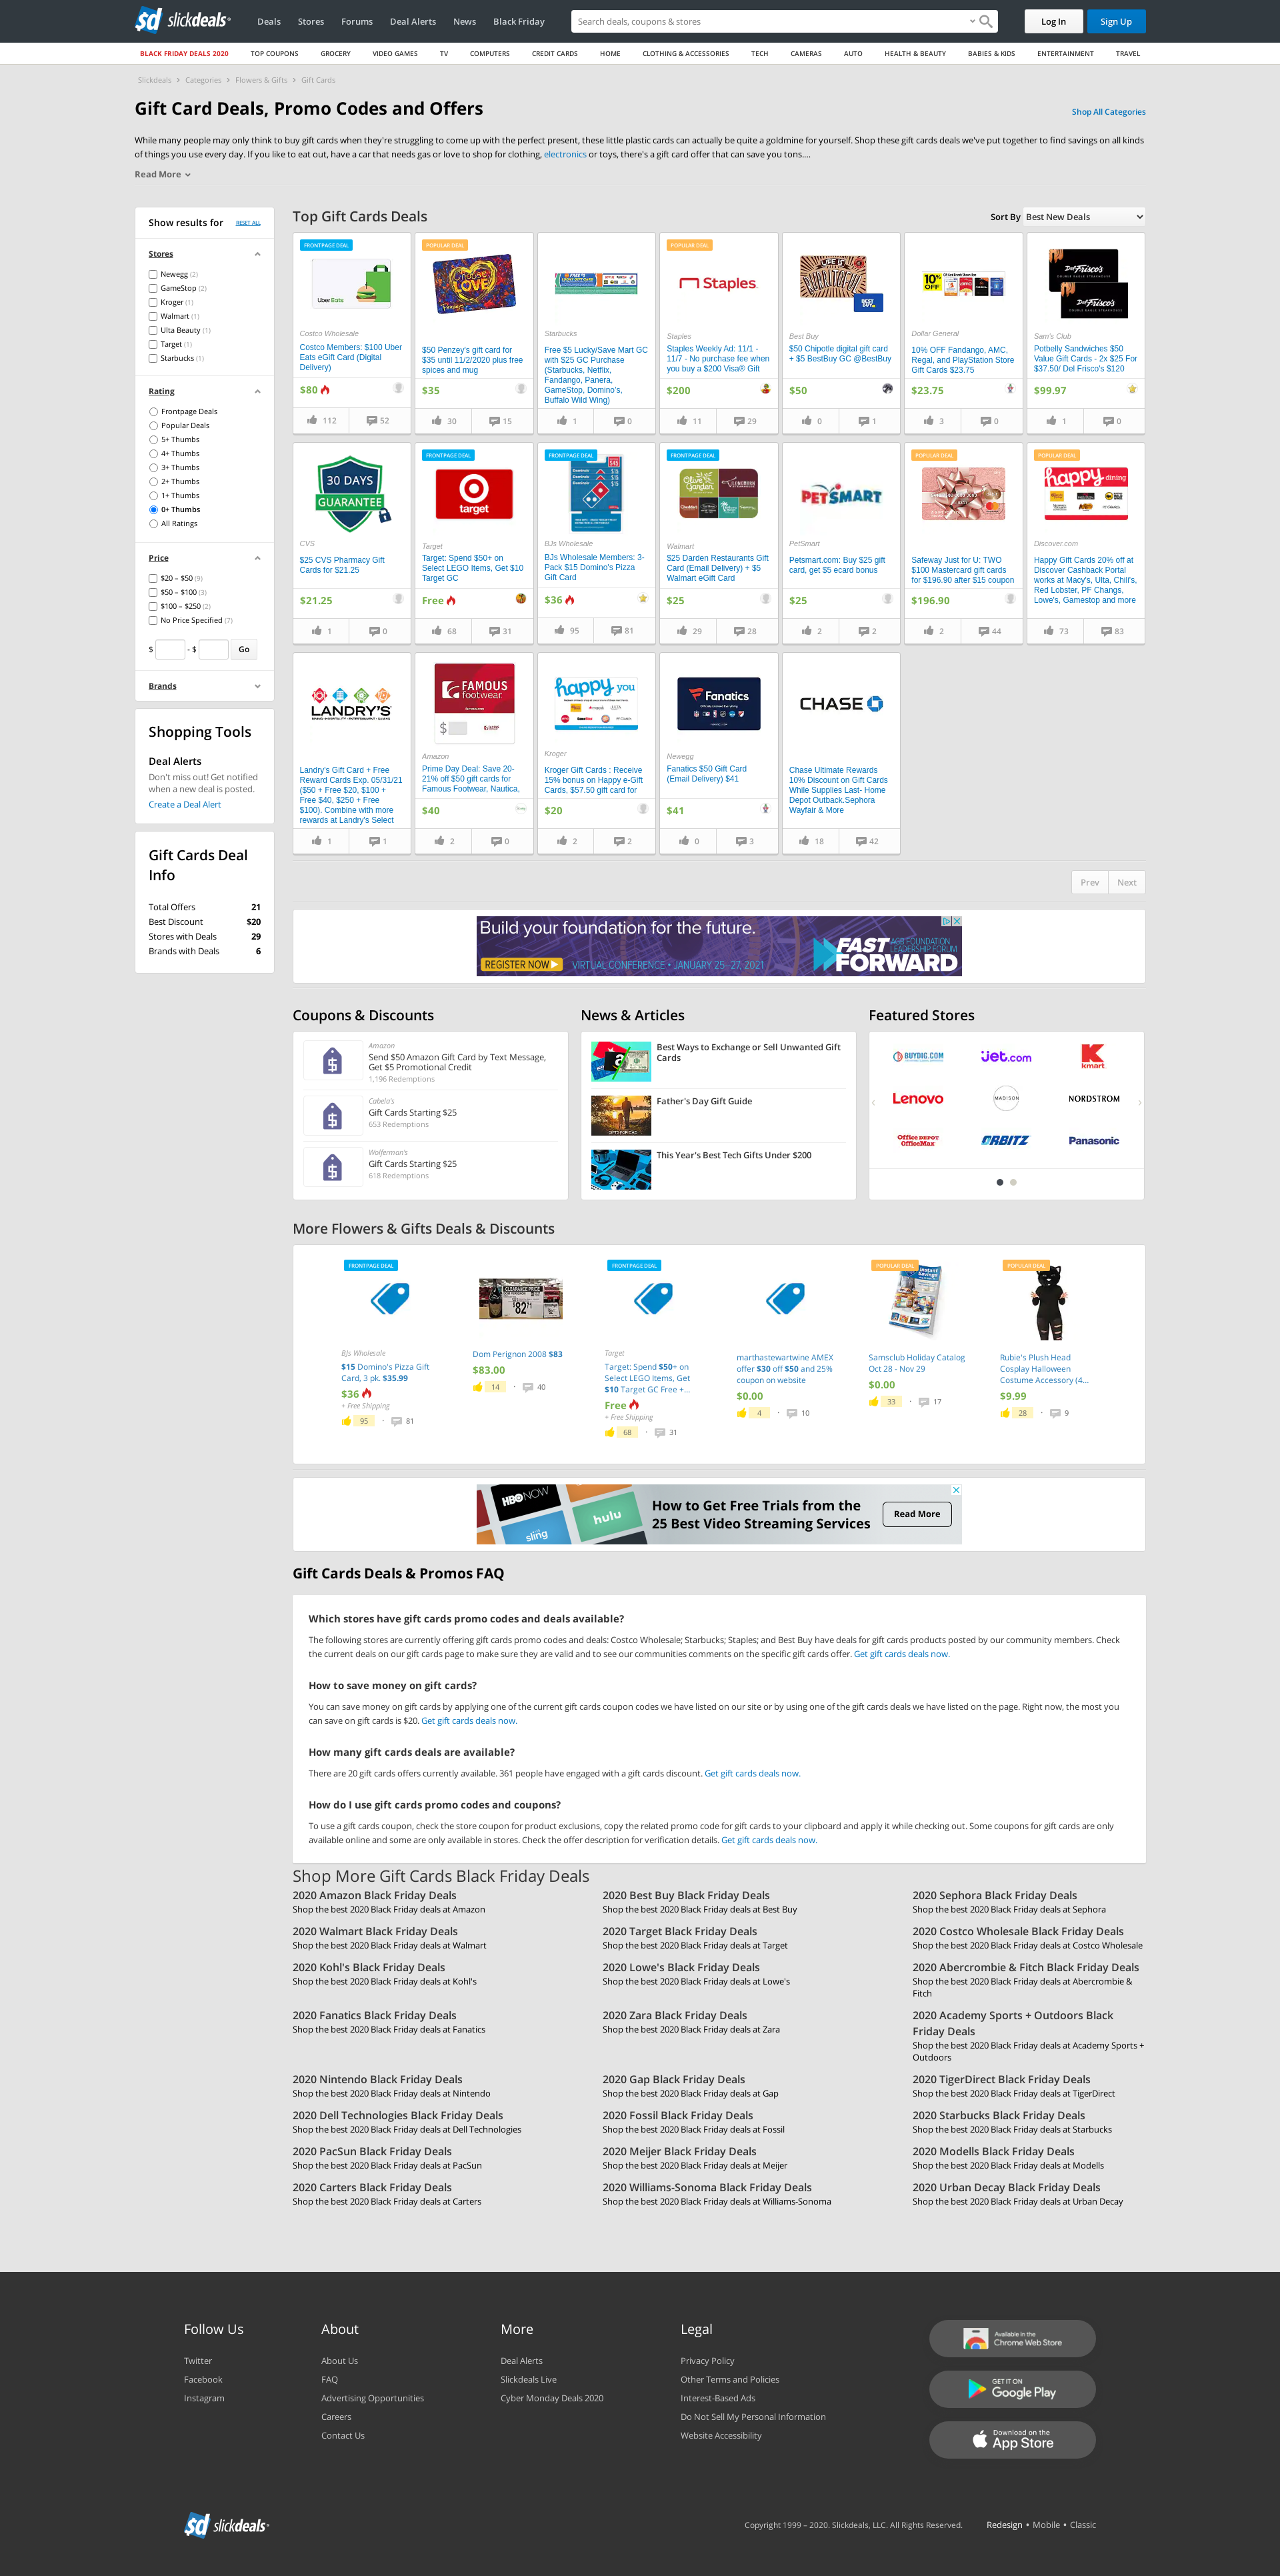 sd slickdeals
Deals Stores Forums Deal Alerts News Black Friday
Search deals, coupons & stores
Log In Sign Up
BLACK FRIDAY DEALS 2020 TOP COUPONS GROCERY VIDEO GAMES TV COMPUTERS CREDIT CARDS HOME CLOTHING & ACCESSORIES TECH CAMERAS AUTO HEALTH & BEAUTY BABIES & KIDS ENTERTAINMENT TRAVEL
Slickdeals > Categories > Flowers & Gifts > Gift Cards
Gift Card Deals, Promo Codes and Offers
Shop All Categories
While many people may only think to buy gift cards when they're struggling to come up with the perfect present, these little plastic cards can actually be quite a goldmine for yourself. Shop these gift cards deals we've put together to find savings on all kinds
of things you use every day. If you like to eat out, have a car that needs gas or love to shop for clothing, electronics or toys, there's a gift card offer that can save you tons....
Read More
Show results for RESET ALL
Stores
Newegg (2)
GameStop (2)
Kroger (1)
Walmart (1)
Ulta Beauty (1)
Target (1)
Starbucks (1)
Rating
Frontpage Deals
Popular Deals
5+ Thumbs
4+ Thumbs
3+ Thumbs
2+ Thumbs
1+ Thumbs
0+ Thumbs
All Ratings
Price
$20 – $50 (9)
$50 – $100 (3)
$100 – $250 (2)
No Price Specified (7)
$ - $ Go
Brands
Shopping Tools
Deal Alerts
Don't miss out! Get notified
when a new deal is posted.
Create a Deal Alert
Gift Cards Deal
Info
Total Offers 21
Best Discount $20
Stores with Deals 29
Brands with Deals 6
Top Gift Cards Deals
Sort By Best New Deals
FRONTPAGE DEAL
Uber Eats
Costco Wholesale
Costco Members: $100 Uber
Eats eGift Card (Digital
Delivery)
$80
112 52
POPULAR DEAL
CHOOSE LOVE
$50 Penzey's gift card for
$35 until 11/2/2020 plus free
spices and mug
$35
30 15
Starbucks
Free $5 Lucky/Save Mart GC
with $25 GC Purchase
(Starbucks, Netflix,
Fandango, Panera,
GameStop, Domino's,
Buffalo Wild Wing)
1 0
POPULAR DEAL
Staples
Staples
Staples Weekly Ad: 11/1 -
11/7 - No purchase fee when
you buy a $200 Visa® Gift
$200
11 29
BEST BUY
Best Buy
$50 Chipotle digital gift card
+ $5 BestBuy GC @BestBuy
$50
0 1
10% OFF
Dollar General
10% OFF Fandango, AMC,
Regal, and PlayStation Store
Gift Cards $23.75
$23.75
3 0
Del Frisco's
Del Frisco's
Sam's Club
Potbelly Sandwiches $50
Value Gift Cards - 2x $25 For
$37.50/ Del Frisco's $120
$99.97
1 0
30 DAYS
GUARANTEE
CVS
$25 CVS Pharmacy Gift
Cards for $21.25
$21.25
1 0
FRONTPAGE DEAL
target
Target
Target: Spend $50+ on
Select LEGO Items, Get $10
Target GC
Free
68 31
FRONTPAGE DEAL
$45
BJs Wholesale
BJs Wholesale Members: 3-
Pack $15 Domino's Pizza
Gift Card
$36
95 81
FRONTPAGE DEAL
Olive Garden
Walmart
$25 Darden Restaurants Gift
Card (Email Delivery) + $5
Walmart eGift Card
$25
29 28
PETSMART
PetSmart
Petsmart.com: Buy $25 gift
card, get $5 ecard bonus
$25
2 2
POPULAR DEAL
Safeway Just for U: TWO
$100 Mastercard gift cards
for $196.90 after $15 coupon
$196.90
2 44
POPULAR DEAL
happy dining
Discover.com
Happy Gift Cards 20% off at
Discover Cashback Portal
works at Macy's, Ulta, Chili's,
Red Lobster, PF Changs,
Lowe's, Gamestop and more
73 83
LANDRY'S
Landry's Gift Card + Free
Reward Cards Exp. 05/31/21
($50 + Free $20, $100 +
Free $40, $250 + Free
$100). Combine with more
rewards at Landry's Select
1 1
FAMOUS
footwear
$
Amazon
Prime Day Deal: Save 20-
21% off $50 gift cards for
Famous Footwear, Nautica,
$40
2 0
happy you
Kroger
Kroger Gift Cards : Receive
15% bonus on Happy e-Gift
Cards, $57.50 gift card for
$20
2 2
Fanatics
Newegg
Fanatics $50 Gift Card
(Email Delivery) $41
$41
0 3
CHASE
Chase Ultimate Rewards
10% Discount on Gift Cards
While Supplies Last- Home
Depot Outback.Sephora
Wayfair & More
18 42
Prev Next
Build your foundation for the future.
REGISTER NOW VIRTUAL CONFERENCE • JANUARY 25–27, 2021
AGB FOUNDATION
LEADERSHIP FORUM
FAST
FORWARD
Coupons & Discounts
Amazon
Send $50 Amazon Gift Card by Text Message,
Get $5 Promotional Credit
1,196 Redemptions
Cabela's
Gift Cards Starting $25
653 Redemptions
Wolferman's
Gift Cards Starting $25
618 Redemptions
News & Articles
Best Ways to Exchange or Sell Unwanted Gift
Cards
Father's Day Gift Guide
This Year's Best Tech Gifts Under $200
Featured Stores
BUYDIG.COM jet.com kmart
Lenovo MADISON NORDSTROM
Office DEPOT
OfficeMax ORBITZ Panasonic
More Flowers & Gifts Deals & Discounts
FRONTPAGE DEAL
BJs Wholesale
$15 Domino's Pizza Gift
Card, 3 pk. $35.99
$36
+ Free Shipping
95 81
CLEARANCE PRICE
82
Dom Perignon 2008 $83
$83.00
14 40
FRONTPAGE DEAL
Target
Target: Spend $50+ on
Select LEGO Items, Get
$10 Target GC Free +...
Free
+ Free Shipping
68 31
marthastewartwine AMEX
offer $30 off $50 and 25%
coupon on website
$0.00
4 10
POPULAR DEAL
Instant Savings
Samsclub Holiday Catalog
Oct 28 - Nov 29
$0.00
33 17
POPULAR DEAL
Rubie's Plush Head
Cosplay Halloween
Costume Accessory (4...
$9.99
28 9
HBO NOW
sling
hulu
How to Get Free Trials from the
25 Best Video Streaming Services
Read More
Gift Cards Deals & Promos FAQ
Which stores have gift cards promo codes and deals available?
The following stores are currently offering gift cards promo codes and deals: Costco Wholesale; Starbucks; Staples; and Best Buy have deals for gift cards products posted by our community members. Check
the current deals on our gift cards page to make sure they are valid and to see our communities comments on the specific gift cards offer. Get gift cards deals now.
How to save money on gift cards?
You can save money on gift cards by applying one of the current gift cards coupon codes we have listed on our site or by using one of the gift cards deals we have listed on the page. Right now, the most you
can save on gift cards is $20. Get gift cards deals now.
How many gift cards deals are available?
There are 20 gift cards offers currently available. 361 people have engaged with a gift cards discount. Get gift cards deals now.
How do I use gift cards promo codes and coupons?
To use a gift cards coupon, check the store coupon for product exclusions, copy the related promo code for gift cards to your clipboard and apply it while checking out. Some coupons for gift cards are only
available online and some are only available in stores. Check the offer description for verification details. Get gift cards deals now.
Shop More Gift Cards Black Friday Deals
2020 Amazon Black Friday Deals
Shop the best 2020 Black Friday deals at Amazon
2020 Best Buy Black Friday Deals
Shop the best 2020 Black Friday deals at Best Buy
2020 Sephora Black Friday Deals
Shop the best 2020 Black Friday deals at Sephora
2020 Walmart Black Friday Deals
Shop the best 2020 Black Friday deals at Walmart
2020 Target Black Friday Deals
Shop the best 2020 Black Friday deals at Target
2020 Costco Wholesale Black Friday Deals
Shop the best 2020 Black Friday deals at Costco Wholesale
2020 Kohl's Black Friday Deals
Shop the best 2020 Black Friday deals at Kohl's
2020 Lowe's Black Friday Deals
Shop the best 2020 Black Friday deals at Lowe's
2020 Abercrombie & Fitch Black Friday Deals
Shop the best 2020 Black Friday deals at Abercrombie &
Fitch
2020 Fanatics Black Friday Deals
Shop the best 2020 Black Friday deals at Fanatics
2020 Zara Black Friday Deals
Shop the best 2020 Black Friday deals at Zara
2020 Academy Sports + Outdoors Black
Friday Deals
Shop the best 2020 Black Friday deals at Academy Sports +
Outdoors
2020 Nintendo Black Friday Deals
Shop the best 2020 Black Friday deals at Nintendo
2020 Gap Black Friday Deals
Shop the best 2020 Black Friday deals at Gap
2020 TigerDirect Black Friday Deals
Shop the best 2020 Black Friday deals at TigerDirect
2020 Dell Technologies Black Friday Deals
Shop the best 2020 Black Friday deals at Dell Technologies
2020 Fossil Black Friday Deals
Shop the best 2020 Black Friday deals at Fossil
2020 Starbucks Black Friday Deals
Shop the best 2020 Black Friday deals at Starbucks
2020 PacSun Black Friday Deals
Shop the best 2020 Black Friday deals at PacSun
2020 Meijer Black Friday Deals
Shop the best 2020 Black Friday deals at Meijer
2020 Modells Black Friday Deals
Shop the best 2020 Black Friday deals at Modells
2020 Carters Black Friday Deals
Shop the best 2020 Black Friday deals at Carters
2020 Williams-Sonoma Black Friday Deals
Shop the best 2020 Black Friday deals at Williams-Sonoma
2020 Urban Decay Black Friday Deals
Shop the best 2020 Black Friday deals at Urban Decay
Follow Us
Twitter
Facebook
Instagram
About
About Us
FAQ
Advertising Opportunities
Careers
Contact Us
More
Deal Alerts
Slickdeals Live
Cyber Monday Deals 2020
Legal
Privacy Policy
Other Terms and Policies
Interest-Based Ads
Do Not Sell My Personal Information
Website Accessibility
Available in the
Chrome Web Store
GET IT ON
Google Play
Download on the
App Store
sd slickdeals
Copyright 1999 – 2020. Slickdeals, LLC. All Rights Reserved. Redesign • Mobile • Classic